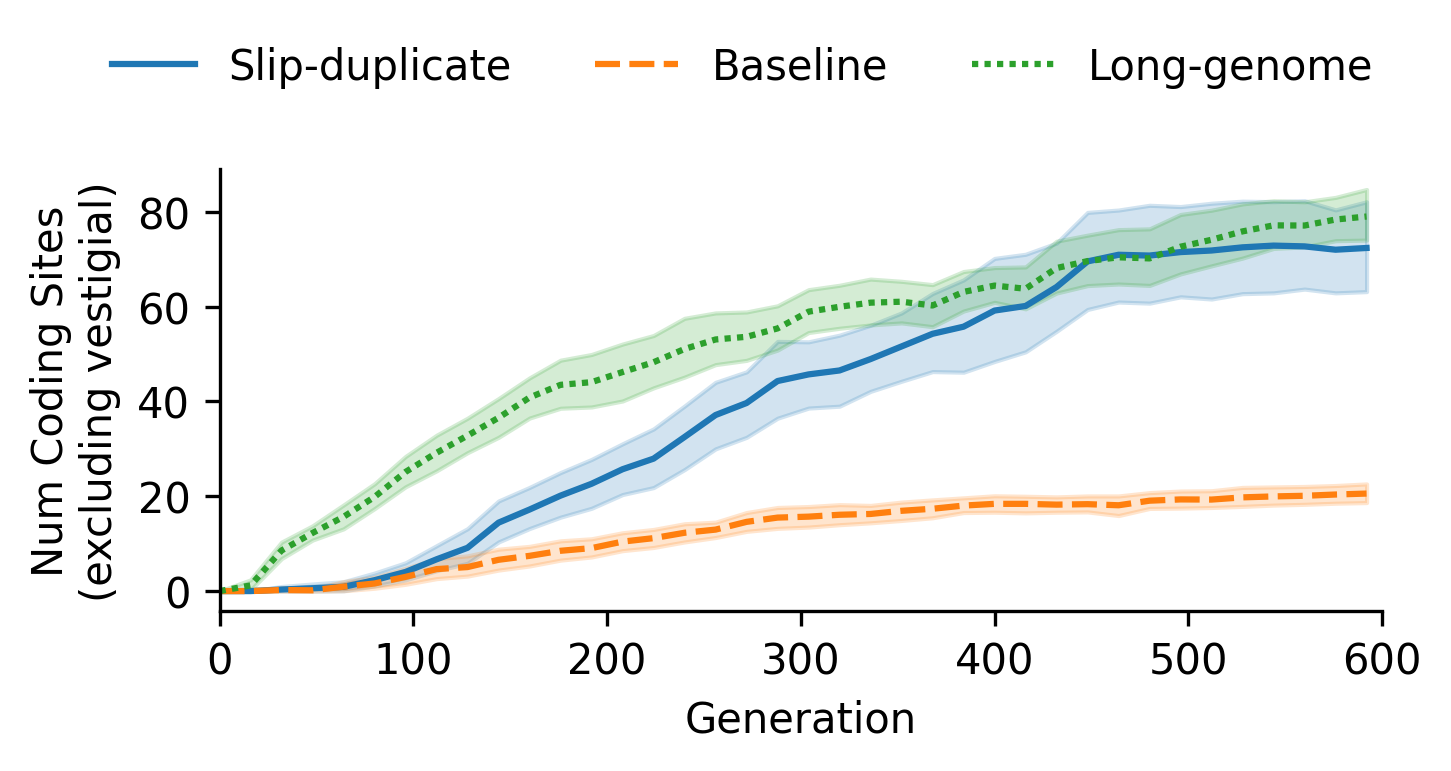 Slip-duplicate Baseline Long-genome
Num Coding Sites
(excluding vestigial)
80
60
40
20
0
0 100 200 300 400 500 600
Generation